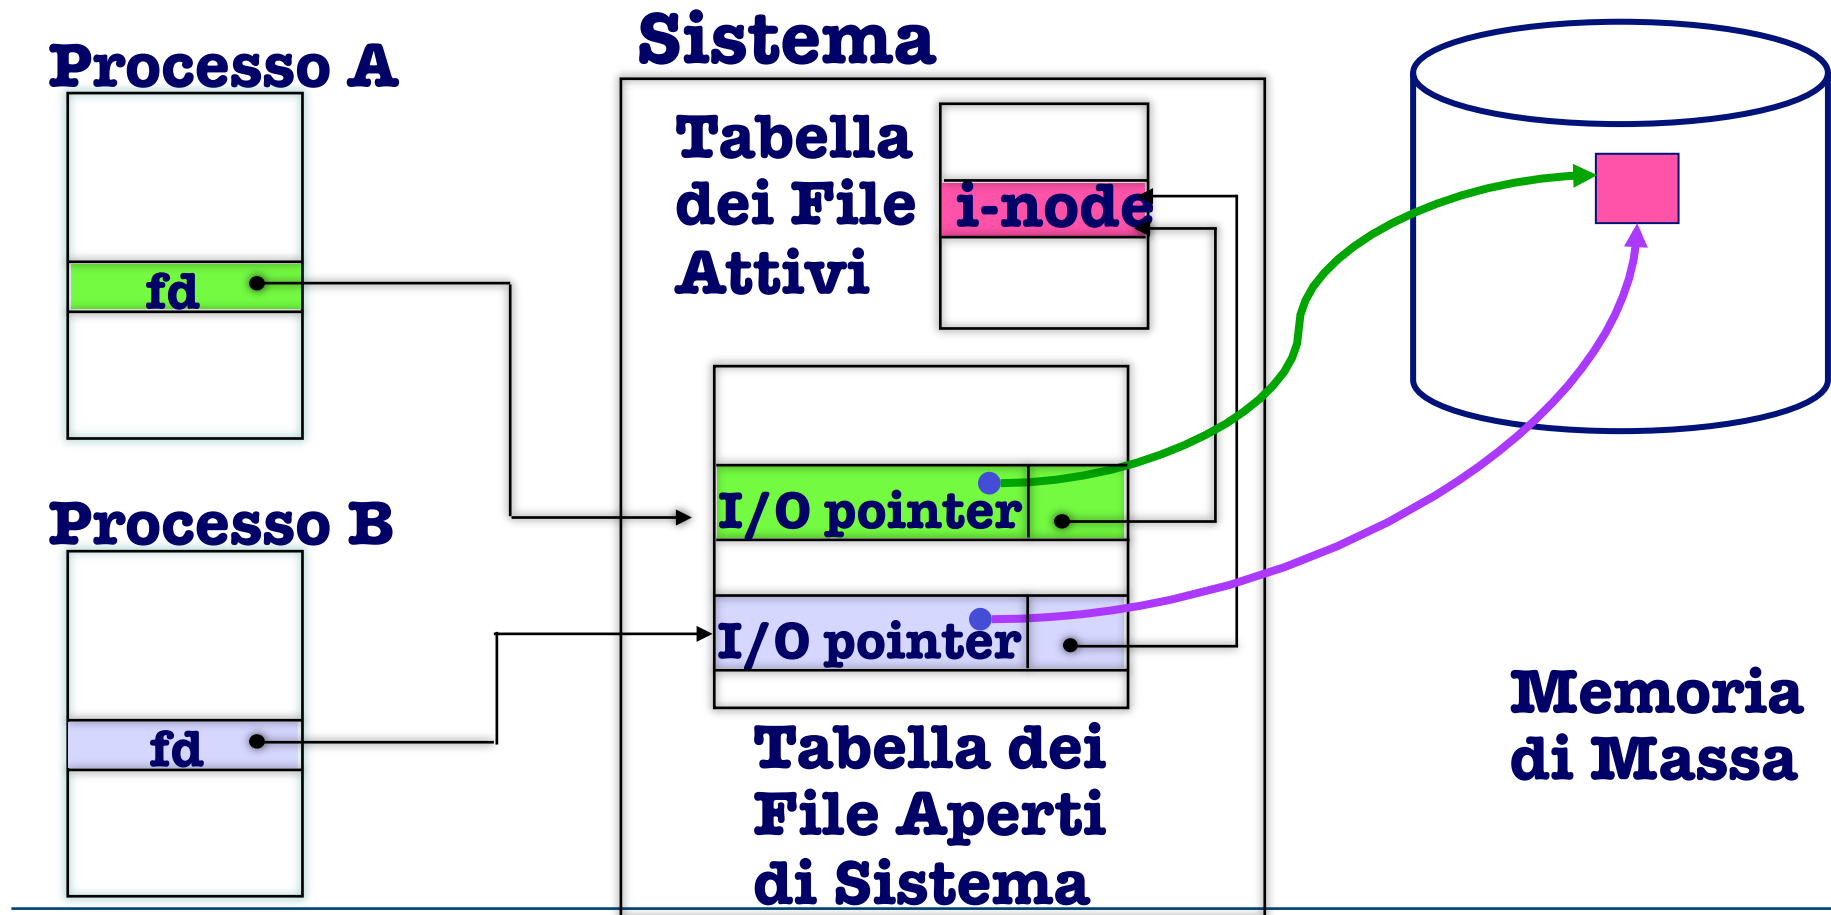 Sistema
Processo A
Tabella
dei File
Attivi
i-node
fd
I/O pointer
Processo B
I/O pointer
fd
Tabella dei
File Aperti
di Sistema
Memoria
di Massa